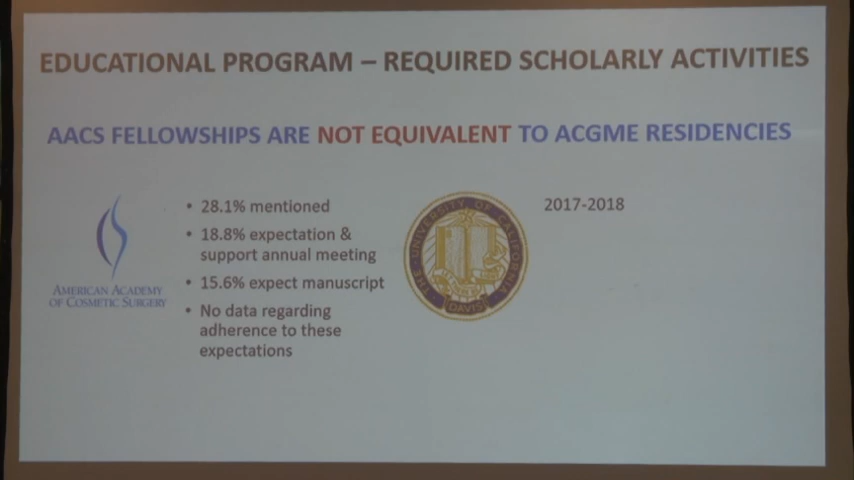 EDUCATIONAL PROGRAM – REQUIRED SCHOLARLY ACTIVITIES
AACS FELLOWSHIPS ARE NOT EQUIVALENT TO ACGME RESIDENCIES
AMERICAN ACADEMY
OF COSMETIC SURGERY
• 28.1% mentioned
• 18.8% expectation &
support annual meeting
• 15.6% expect manuscript
• No data regarding
adherence to these
expectations
THE UNIVERSITY OF CALIFORNIA
DAVIS
2017-2018